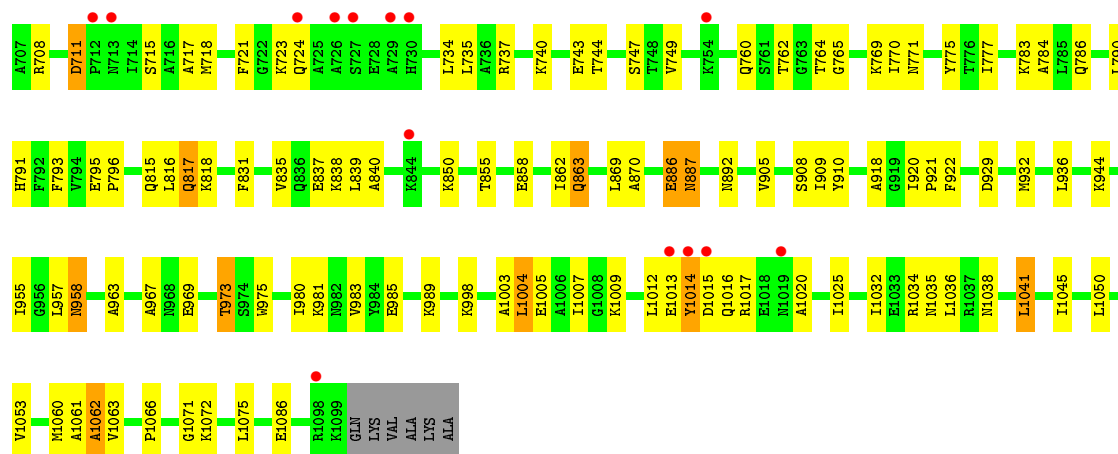 A707 R708 D711 P712 N713 I714 S715 A716 A717 M718 F721 G722 K723 Q724 A725 A726 S727 E728 A729 H730 L734 L735 A736 R737 K740 E743 T744 S747 T748 V749 K754 Q760 S761 T762 G763 T764 G765 K769 I770 N771 Y775 T776 I777 K783 A784 L785 Q786 L790
H791 F792 F793 V794 E795 P796 Q815 L816 Q817 K818 F831 V835 Q836 E837 K838 L839 A840 K844 K850 T855 E858 I862 Q863 L869 A870 E886 N887 N892 V905 S908 I909 Y910 A918 G919 I920 P921 F922 D929 M932 L936 K944
I955 G956 L957 N958 A963 A967 N968 E969 T973 S974 W975 I980 K981 N982 V983 Y984 E985 K989 K998 A1003 L1004 E1005 A1006 I1007 G1008 K1009 L1012 E1013 Y1014 D1015 Q1016 R1017 E1018 N1019 A1020 I1025 I1032 E1033 R1034 N1035 L1036 R1037 N1038 L1041 I1045 L1050
V1053 M1060 A1061 A1062 V1063 P1066 G1071 K1072 L1075 E1086 R1098 K1099 GLN LYS VAL ALA LYS ALA